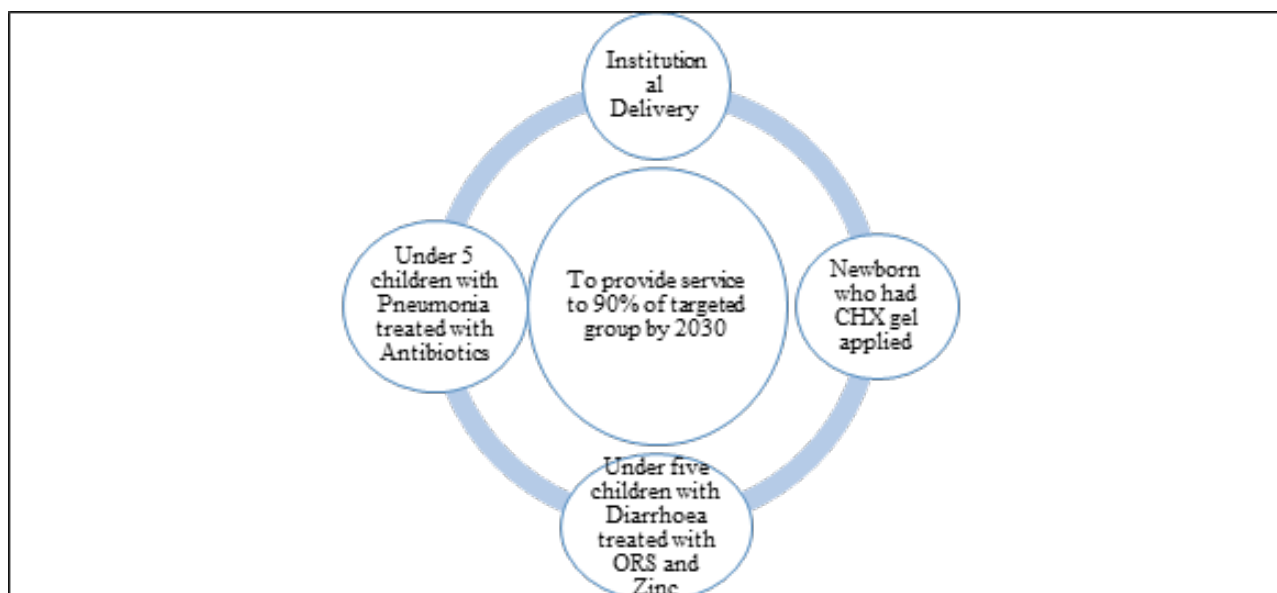 Institution
al
Delivery
Under 5
children with
Pneumonia
treated with
Antibiotics
To provide service
to 90% of targeted
group by 2030
Newborn
who had
CHX gel
applied
Under five
children with
Diarrhoea
treated with
ORS and
Zinc